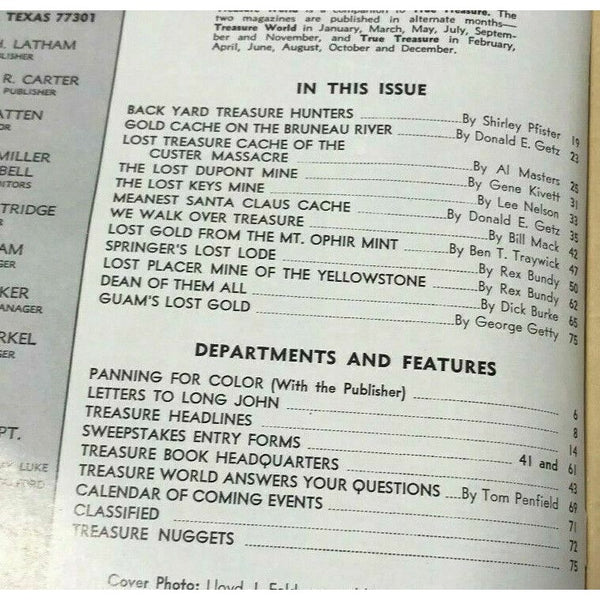 TEXAS 77301
H. LATHAM
R. CARTER
PUBLISHER
ATTEN
MILLER
BELL
ITORS
TRIDGE
AM
GER
KER
ANAGER
RKEL
GER
PT.
LUKE
two magazines are published in alternate months—
Treasure World in January, March, May, July, Septem-
ber and November, and True Treasure in February,
April, June, August, October and December.
IN THIS ISSUE
BACK YARD TREASURE HUNTERS By Shirley Pfister 19
GOLD CACHE ON THE BRUNEAU RIVER By Donald E. Getz 23
LOST TREASURE CACHE OF THE
CUSTER MASSACRE By Al Masters 25
THE LOST DUPONT MINE By Gene Kivett 31
THE LOST KEYS MINE By Lee Nelson 33
MEANEST SANTA CLAUS CACHE By Donald E. Getz 35
WE WALK OVER TREASURE By Bill Mack 42
LOST GOLD FROM THE MT. OPHIR MINT By Ben T. Traywick 47
SPRINGER'S LOST LODE By Rex Bundy 50
LOST PLACER MINE OF THE YELLOWSTONE By Rex Bundy 62
DEAN OF THEM ALL By Dick Burke 65
GUAM'S LOST GOLD By George Getty 75
DEPARTMENTS AND FEATURES
PANNING FOR COLOR (With the Publisher) 6
LETTERS TO LONG JOHN 8
TREASURE HEADLINES 14
SWEEPSTAKES ENTRY FORMS 41 and 61
TREASURE BOOK HEADQUARTERS 43
TREASURE WORLD ANSWERS YOUR QUESTIONS By Tom Penfield 69
CALENDAR OF COMING EVENTS 71
CLASSIFIED 72
TREASURE NUGGETS 75
Cover Photo: Lloyd